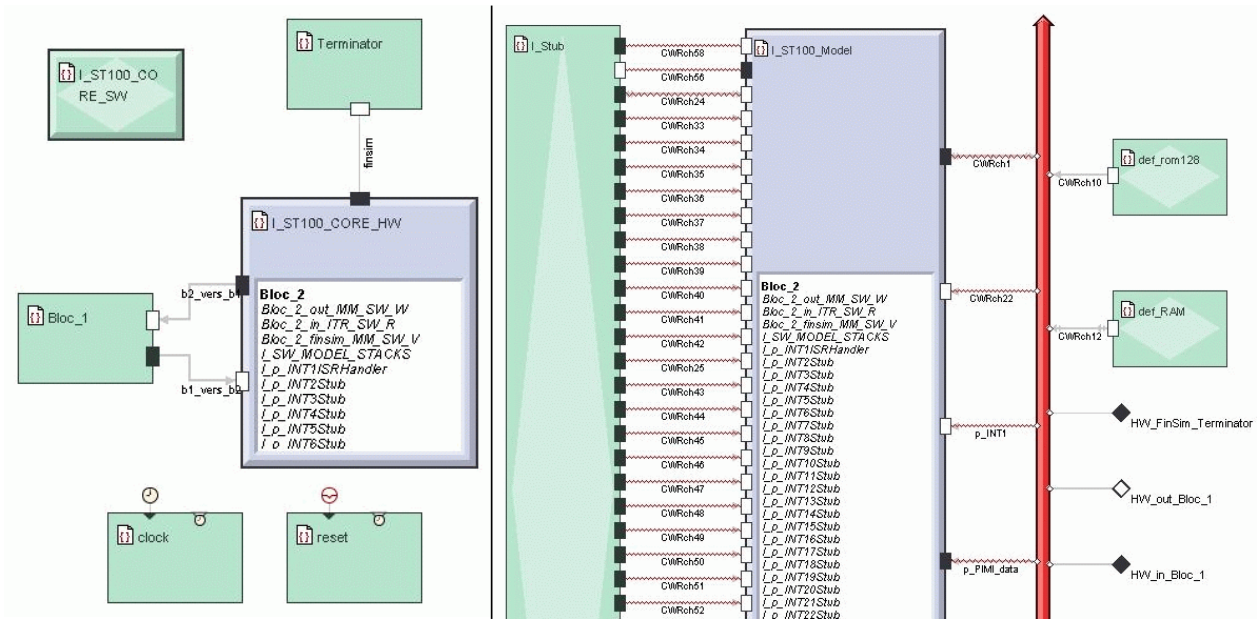 I_ST100_CO
RE_SW
Terminator
finsim
I_ST100_CORE_HW
b2_vers_b1
Bloc_1
b1_vers_b2
Bloc_2
Bloc_2_out_MM_SW_W
Bloc_2_in_ITR_SW_R
Bloc_2_finsim_MM_SW_V
I_SW_MODEL_STACKS
I_p_INT1ISRHandler
I_p_INT2Stub
I_p_INT3Stub
I_p_INT4Stub
I_p_INT5Stub
I_p_INT6Stub
clock
reset
I_Stub
CWRch58
CWRch56
CWRch24
CWRch33
CWRch34
CWRch35
CWRch36
CWRch37
CWRch38
CWRch39
CWRch40
CWRch41
CWRch42
CWRch25
CWRch43
CWRch44
CWRch45
CWRch46
CWRch47
CWRch48
CWRch49
CWRch50
CWRch51
CWRch52
I_ST100_Model
Bloc_2
Bloc_2_out_MM_SW_W
Bloc_2_in_ITR_SW_R
Bloc_2_finsim_MM_SW_V
I_SW_MODEL_STACKS
I_p_INT1ISRHandler
I_p_INT2Stub
I_p_INT3Stub
I_p_INT4Stub
I_p_INT5Stub
I_p_INT6Stub
I_p_INT7Stub
I_p_INT8Stub
I_p_INT9Stub
I_p_INT10Stub
I_p_INT11Stub
I_p_INT12Stub
I_p_INT13Stub
I_p_INT14Stub
I_p_INT15Stub
I_p_INT16Stub
I_p_INT17Stub
I_p_INT18Stub
I_p_INT19Stub
I_p_INT20Stub
I_p_INT21Stub
I_p_INT22Stub
CWRch1
CWRch22
p_INT1
p_PIMI_data
def_rom128
CWRch10
def_RAM
CWRch12
HW_FinSim_Terminator
HW_out_Bloc_1
HW_in_Bloc_1